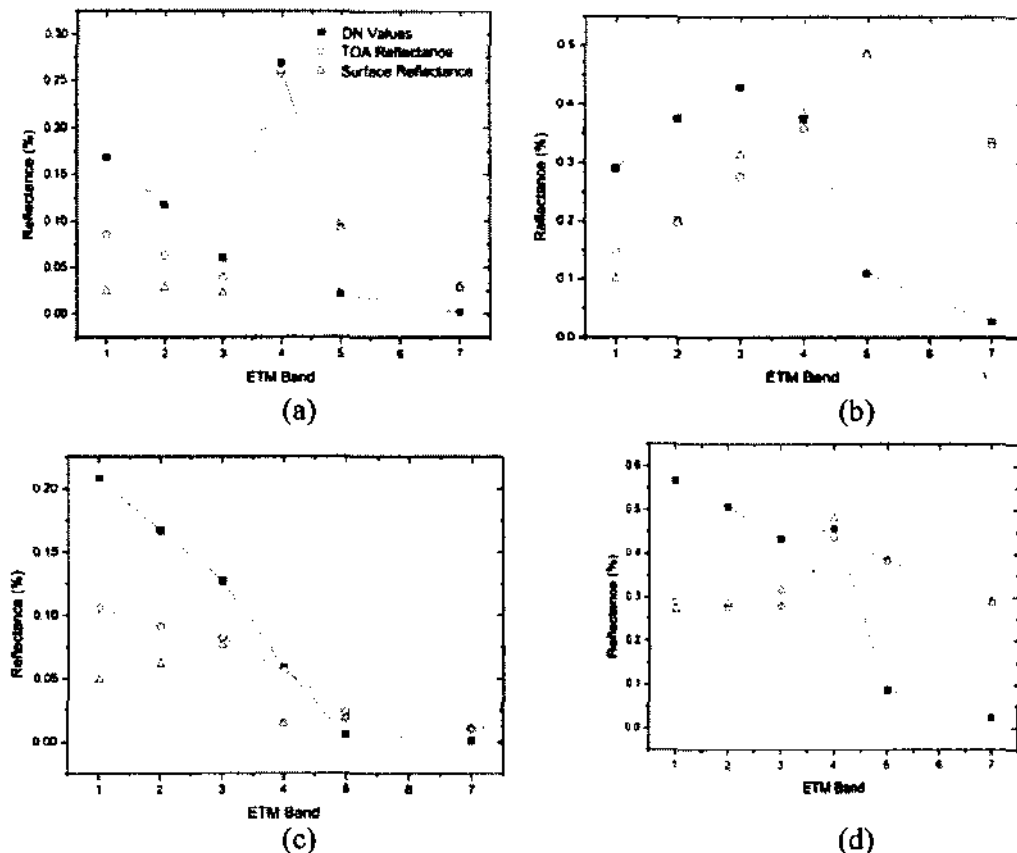 0.30
0.25
0.20
0.15
0.10
0.05
0.00
Reflectance (%)
DN Values
TOA Reflectance
Surface Reflectance
1 2 3 4 5 6 7
ETM Band
(a)
0.5
0.4
0.3
0.2
0.1
0.0
Reflectance (%)
1 2 3 4 5 6 7
ETM Band
(b)
0.20
0.15
0.10
0.05
0.00
Reflectance (%)
1 2 3 4 5 6 7
ETM Band
(c)
0.6
0.5
0.4
0.3
0.2
0.1
0.0
Reflectance (%)
1 2 3 4 5 6 7
ETM Band
(d)